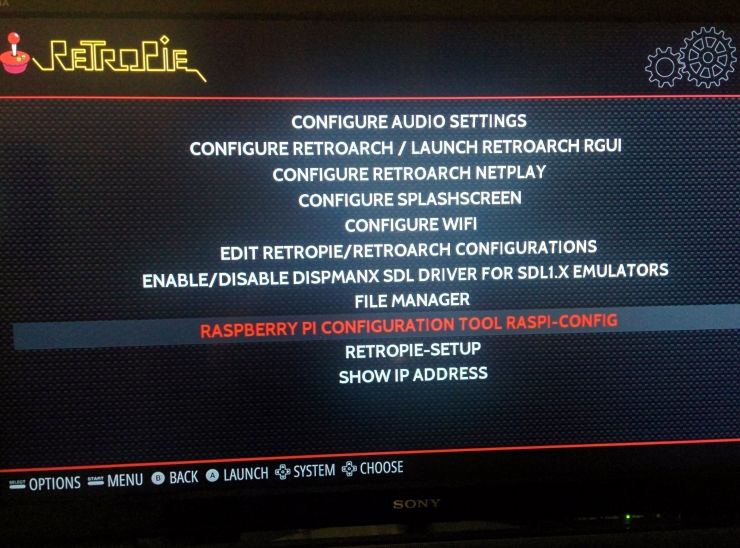 RETROPIE
CONFIGURE AUDIO SETTINGS
CONFIGURE RETROARCH / LAUNCH RETROARCH RGUI
CONFIGURE RETROARCH NETPLAY
CONFIGURE SPLASHSCREEN
CONFIGURE WIFI
EDIT RETROPIE/RETROARCH CONFIGURATIONS
ENABLE/DISABLE DISPMANX SDL DRIVER FOR SDL1.X EMULATORS
FILE MANAGER
RASPBERRY PI CONFIGURATION TOOL RASPI-CONFIG
RETROPIE-SETUP
SHOW IP ADDRESS
SELECT OPTIONS START MENU B BACK A LAUNCH SYSTEM CHOOSE
SONY